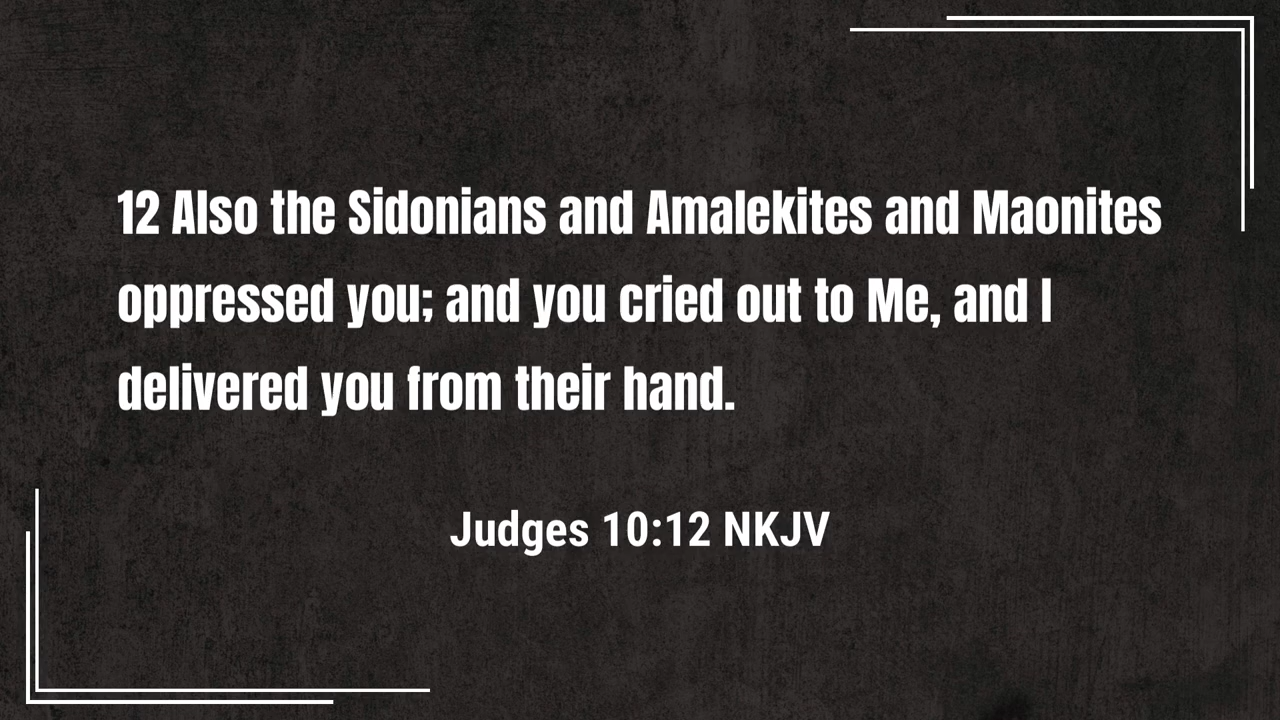 12 Also the Sidonians and Amalekites and Maonites
oppressed you; and you cried out to Me, and I
delivered you from their hand.
Judges 10:12 NKJV